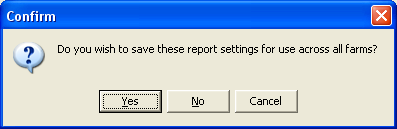 Confirm
Do you wish to save these report settings for use across all farms?
Yes No Cancel